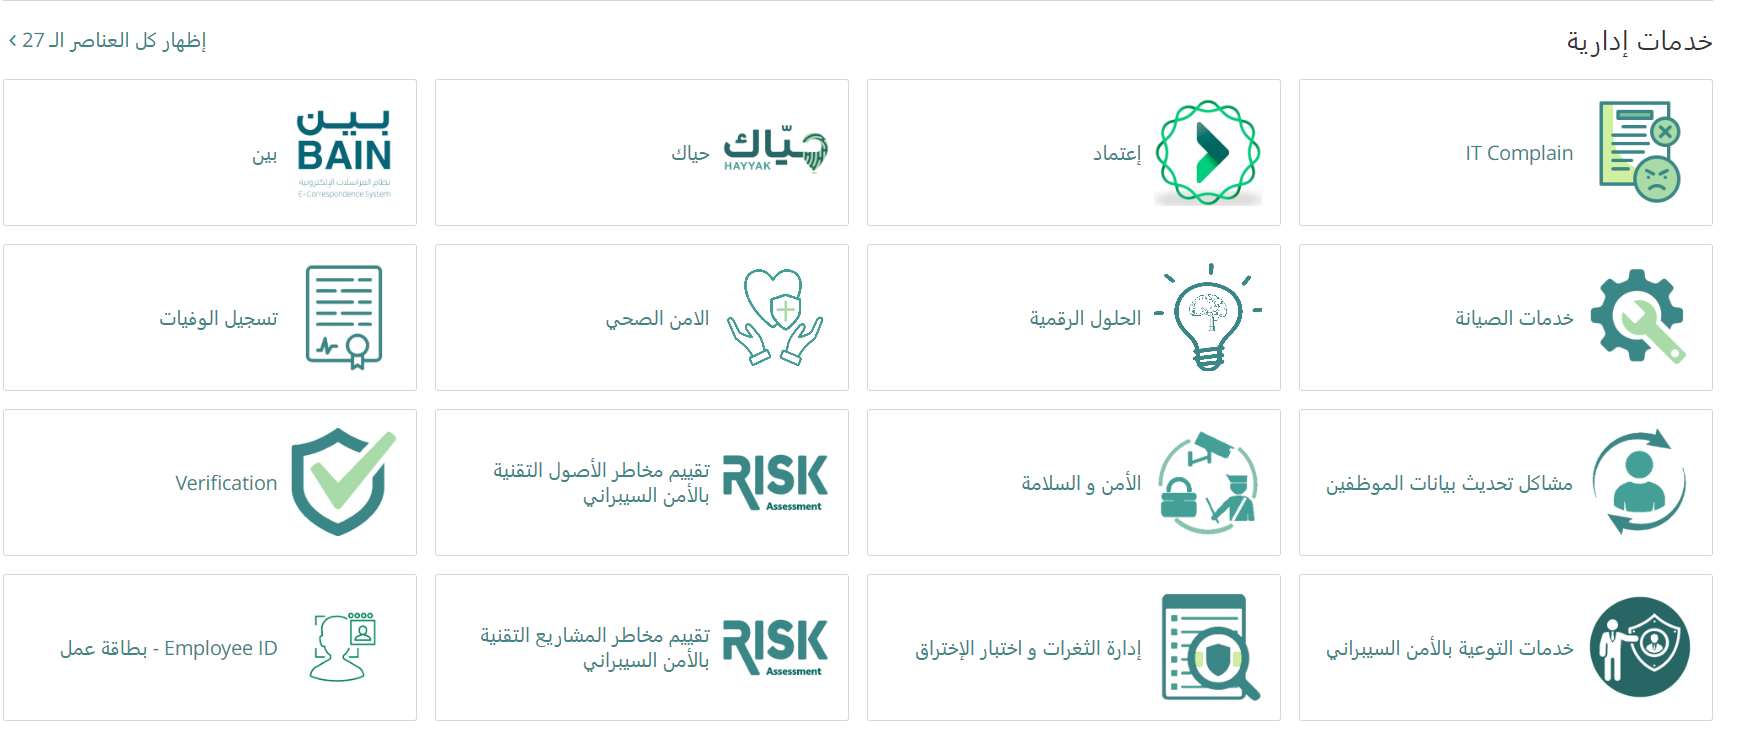 خدمات إدارية
إظهار كل العناصر الـ 27
IT Complain
إعتماد
حيّاك
HAYYAK
حياك
بين
BAIN
نظام المراسلات الإلكترونية
E-Correspondence System
بين
خدمات الصيانة
الحلول الرقمية
الامن الصحي
تسجيل الوفيات
مشاكل تحديث بيانات الموظفين
الأمن و السلامة
RISK
Assessment
تقييم مخاطر الأصول التقنية
بالأمن السيبراني
Verification
خدمات التوعية بالأمن السيبراني
إدارة الثغرات و اختبار الإختراق
RISK
Assessment
تقييم مخاطر المشاريع التقنية
بالأمن السيبراني
Employee ID - بطاقة عمل